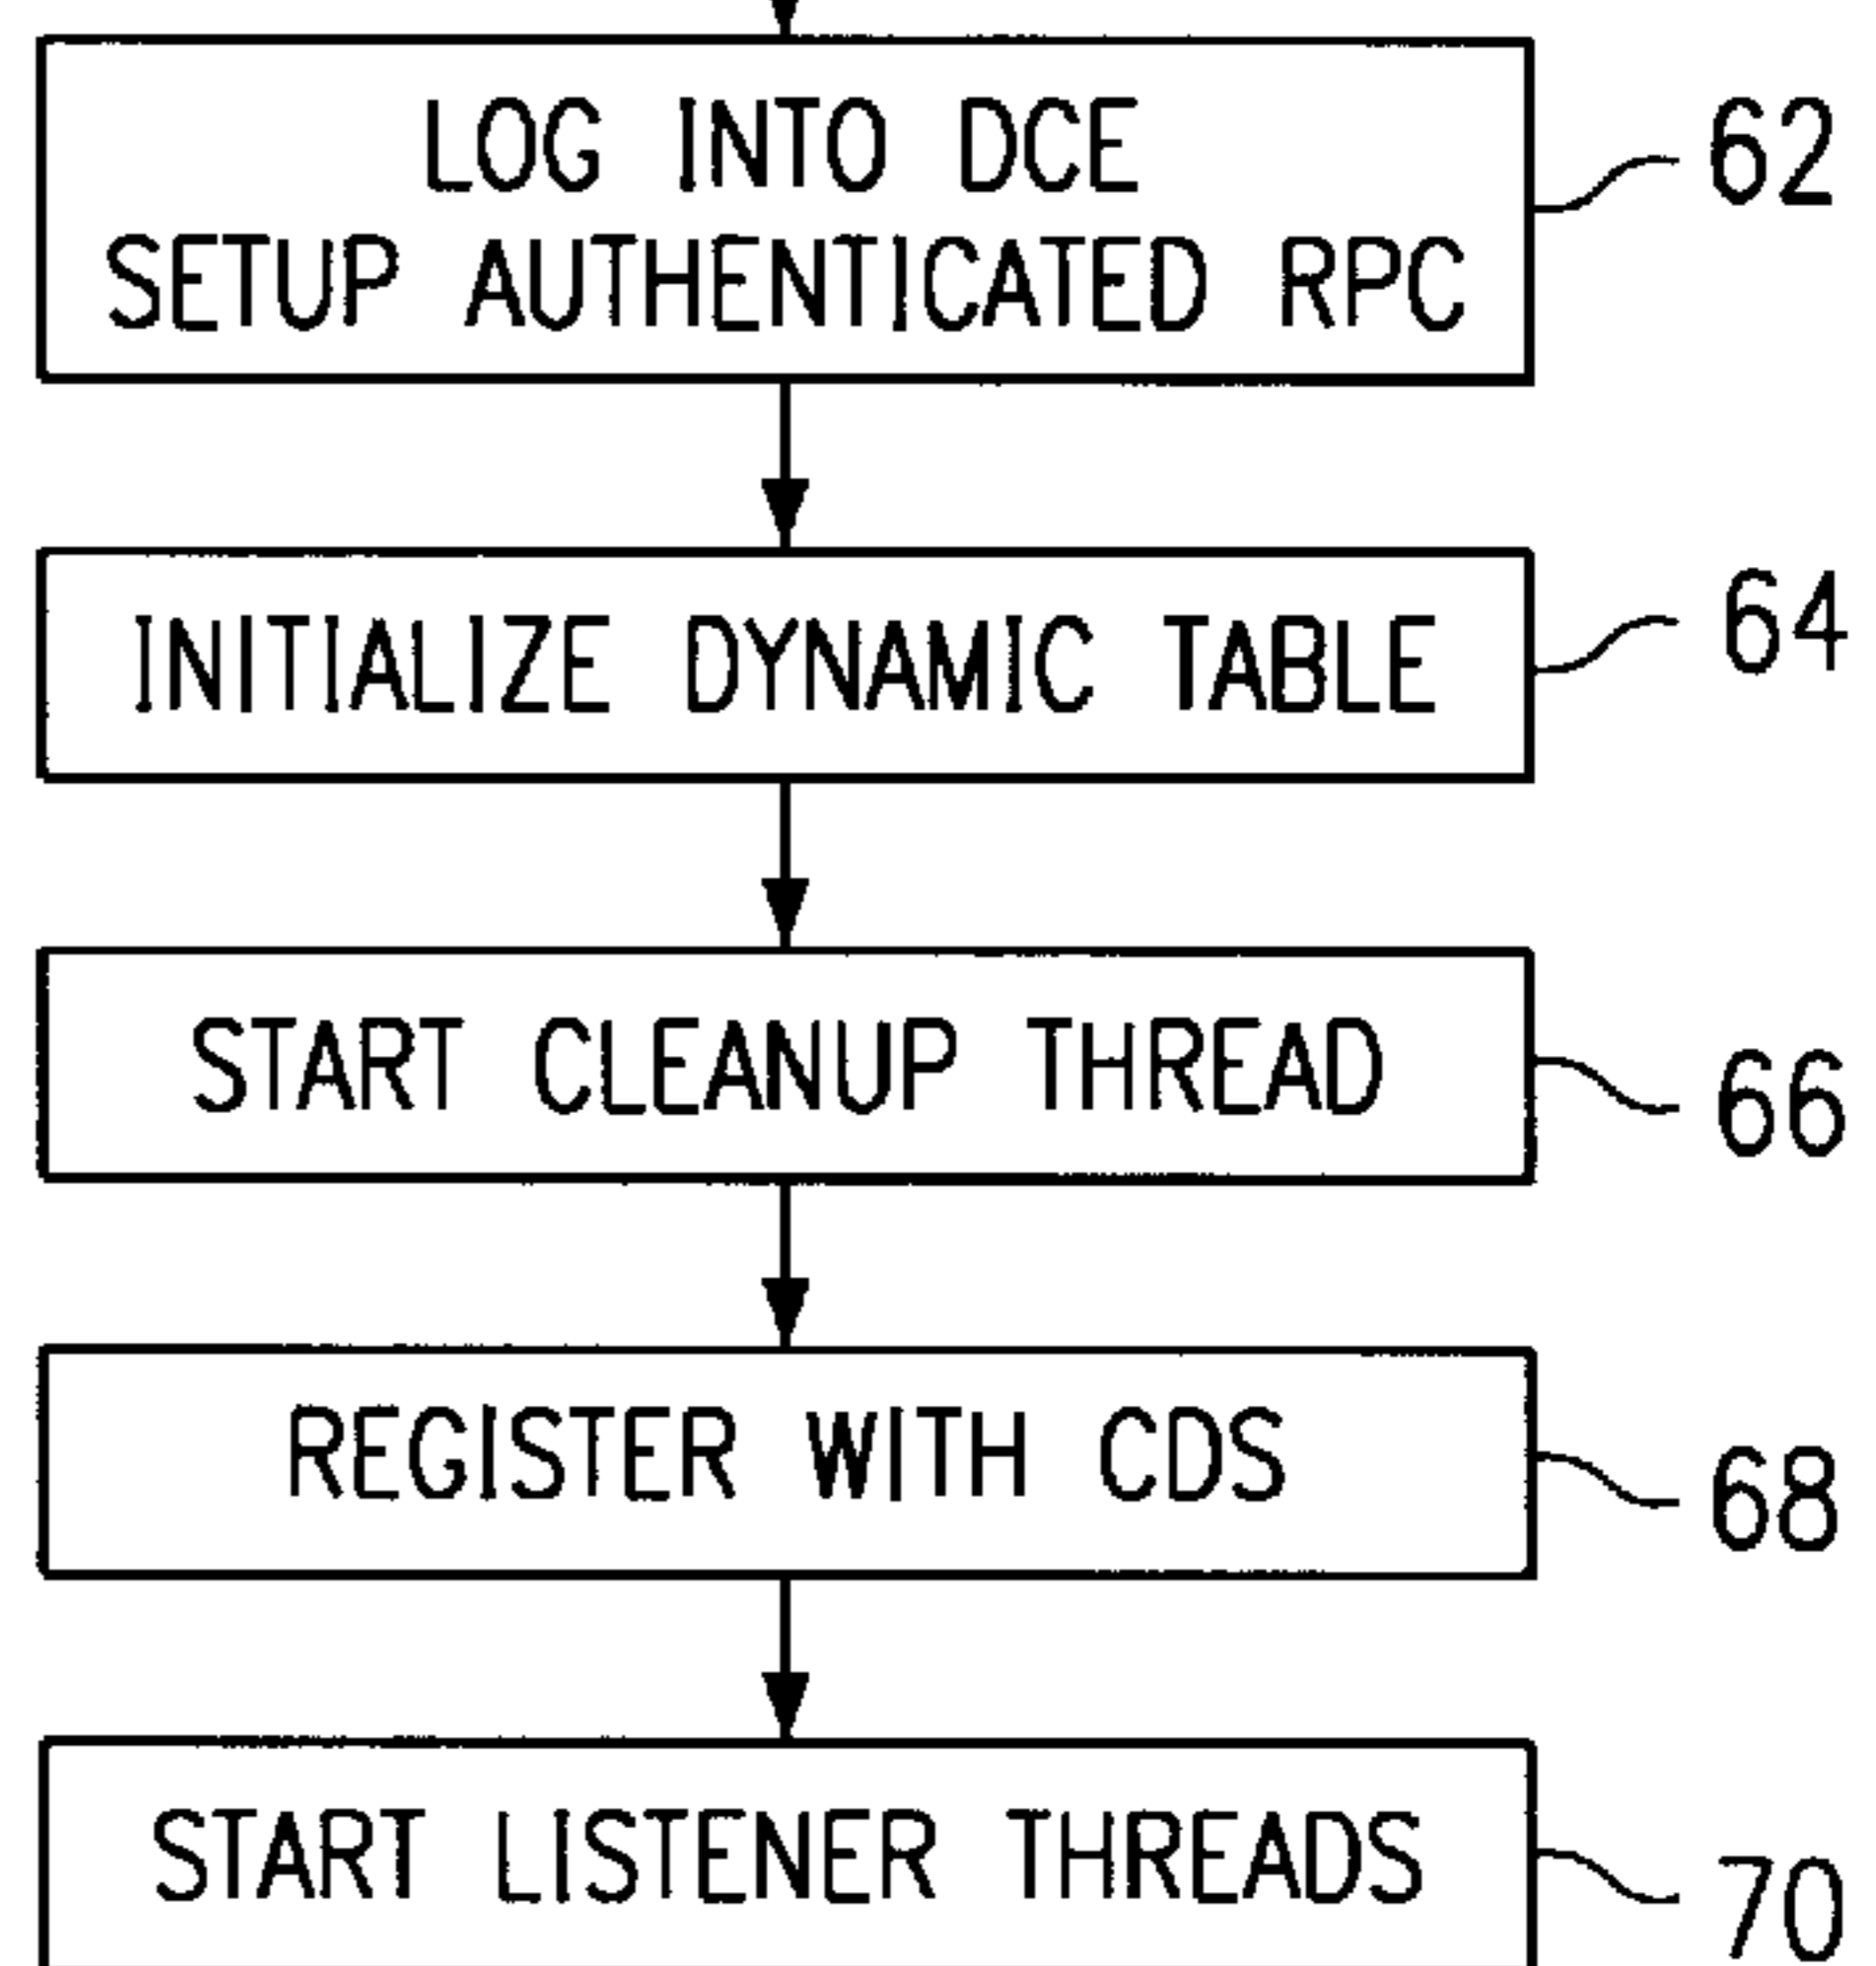 LOG INTO DCE
SETUP AUTHENTICATED RPC
62
INITIALIZE DYNAMIC TABLE
64
START CLEANUP THREAD
66
REGISTER WITH CDS
68
START LISTENER THREADS
70